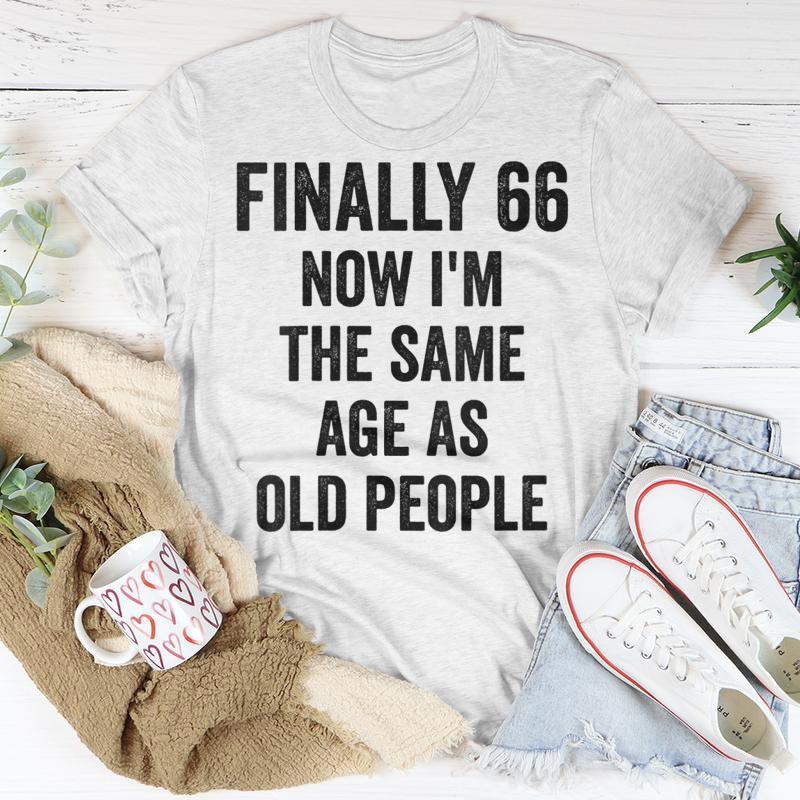 FINALLY 66
NOW I'M
THE SAME
AGE AS
OLD PEOPLE